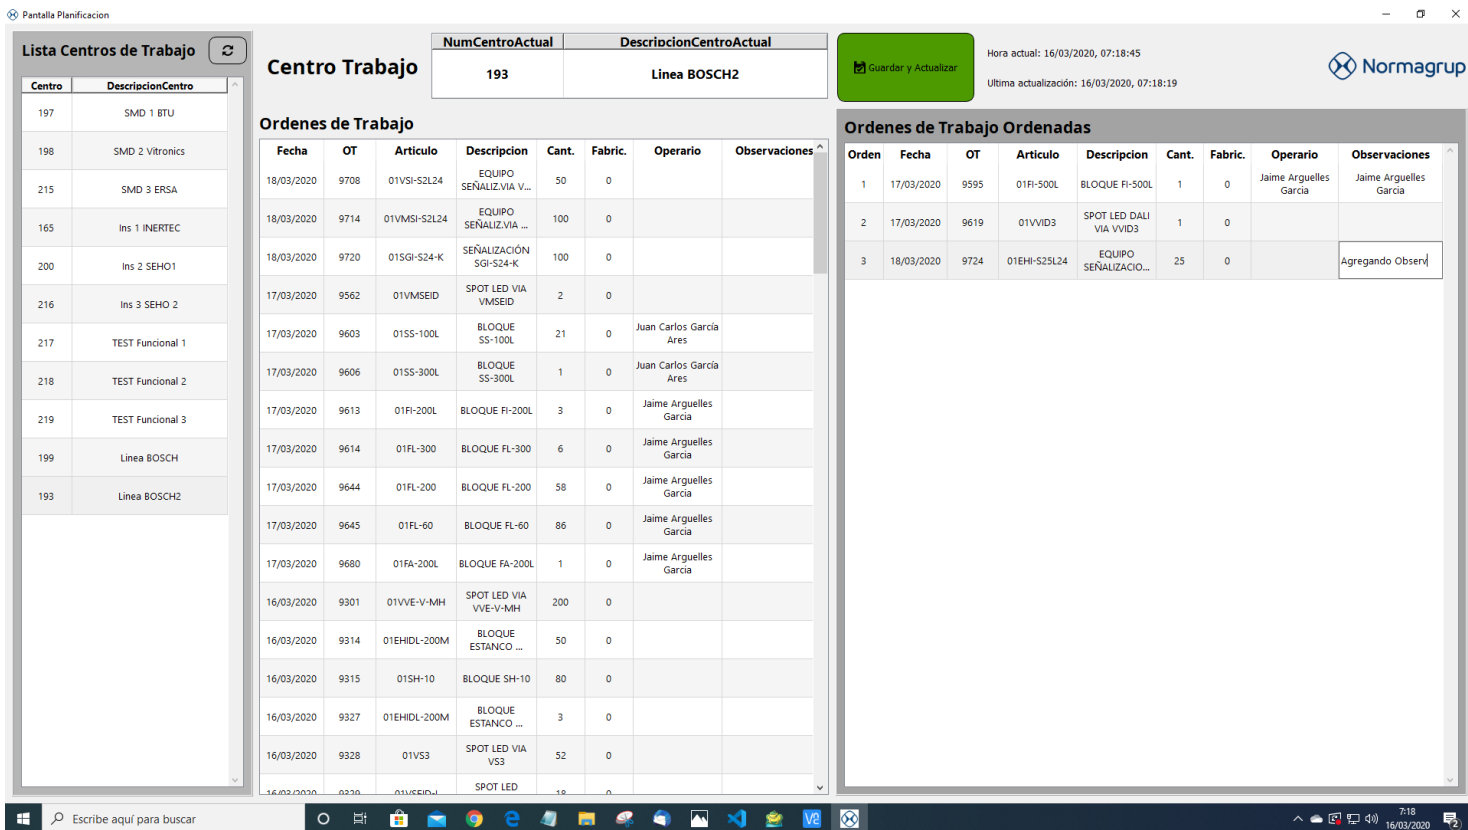 Pantalla Planificacion
Lista Centros de Trabajo
Centro DescripcionCentro
197 SMD 1 BTU
198 SMD 2 Vitronics
215 SMD 3 ERSA
165 Ins 1 INERTEC
200 Ins 2 SEHO1
216 Ins 3 SEHO 2
217 TEST Funcional 1
218 TEST Funcional 2
219 TEST Funcional 3
199 Linea BOSCH
193 Linea BOSCH2
Centro Trabajo
NumCentroActual DescripcionCentroActual
193 Linea BOSCH2
Guardar y Actualizar
Hora actual: 16/03/2020, 07:18:45
Ultima actualización: 16/03/2020, 07:18:19
Normagrup
Ordenes de Trabajo
Fecha OT Articulo Descripcion Cant. Fabric. Operario Observaciones
18/03/2020 9708 01VSI-S2L24 EQUIPO SEÑALIZ.VIA V... 50 0
18/03/2020 9714 01VMSI-S2L24 EQUIPO SEÑALIZ.VIA ... 100 0
18/03/2020 9720 01SGI-S24-K SEÑALIZACIÓN SGI-S24-K 100 0
17/03/2020 9562 01VMSEID SPOT LED VIA VMSEID 2 0
17/03/2020 9603 01SS-100L BLOQUE SS-100L 21 0 Juan Carlos García Ares
17/03/2020 9606 01SS-300L BLOQUE SS-300L 1 0 Juan Carlos García Ares
17/03/2020 9613 01FI-200L BLOQUE FI-200L 3 0 Jaime Arguelles Garcia
17/03/2020 9614 01FL-300 BLOQUE FL-300 6 0 Jaime Arguelles Garcia
17/03/2020 9644 01FL-200 BLOQUE FL-200 58 0 Jaime Arguelles Garcia
17/03/2020 9645 01FL-60 BLOQUE FL-60 86 0 Jaime Arguelles Garcia
17/03/2020 9680 01FA-200L BLOQUE FA-200L 1 0 Jaime Arguelles Garcia
16/03/2020 9301 01VVE-V-MH SPOT LED VIA VVE-V-MH 200 0
16/03/2020 9314 01EHIDL-200M BLOQUE ESTANCO ... 50 0
16/03/2020 9315 01SH-10 BLOQUE SH-10 80 0
16/03/2020 9327 01EHIDL-200M BLOQUE ESTANCO ... 3 0
16/03/2020 9328 01VS3 SPOT LED VIA VS3 52 0
16/03/2020 SPOT LED
Ordenes de Trabajo Ordenadas
Orden Fecha OT Articulo Descripcion Cant. Fabric. Operario Observaciones
1 17/03/2020 9595 01FI-500L BLOQUE FI-500L 1 0 Jaime Arguelles Garcia Jaime Arguelles Garcia
2 17/03/2020 9619 01VVID3 SPOT LED DALI VIA VVID3 1 0
3 18/03/2020 9724 01EHI-S25L24 EQUIPO SEÑALIZACIO... 25 0 Agregando Observ
Escribe aquí para buscar
7:18
16/03/2020
2